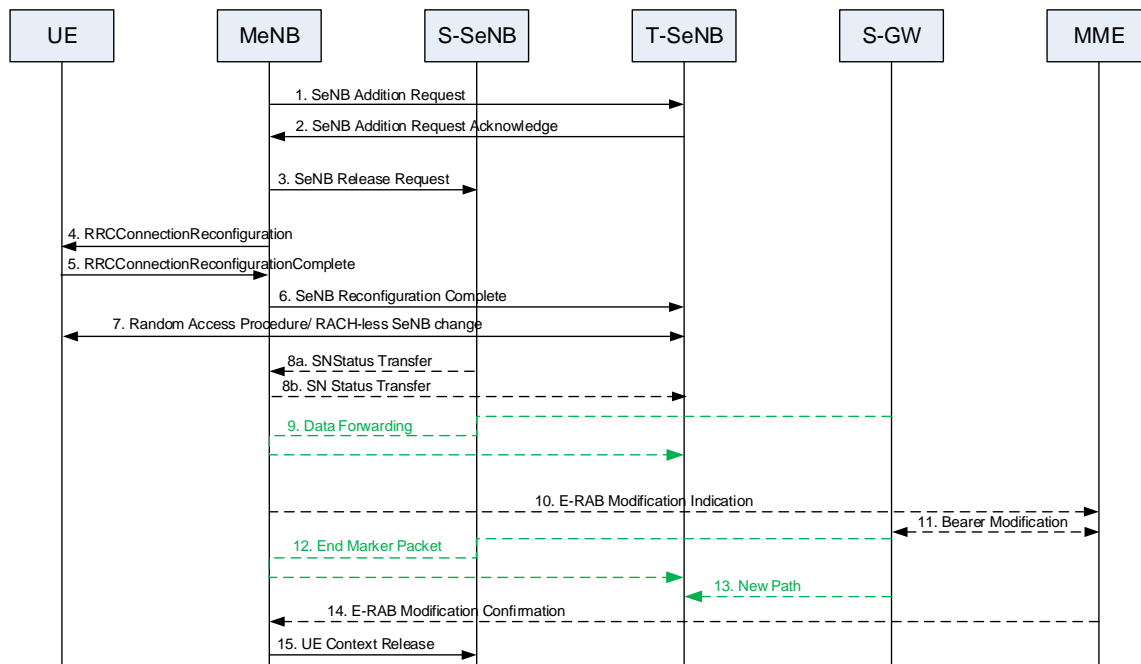 UE MeNB S-SeNB T-SeNB S-GW MME
1. SeNB Addition Request
2. SeNB Addition Request Acknowledge
3. SeNB Release Request
4. RRCConnectionReconfiguration
5. RRCConnectionReconfigurationComplete
6. SeNB Reconfiguration Complete
7. Random Access Procedure/ RACH-less SeNB change
8a. SNStatus Transfer
8b. SN Status Transfer
9. Data Forwarding
10. E-RAB Modification Indication
11. Bearer Modification
12. End Marker Packet
13. New Path
14. E-RAB Modification Confirmation
15. UE Context Release